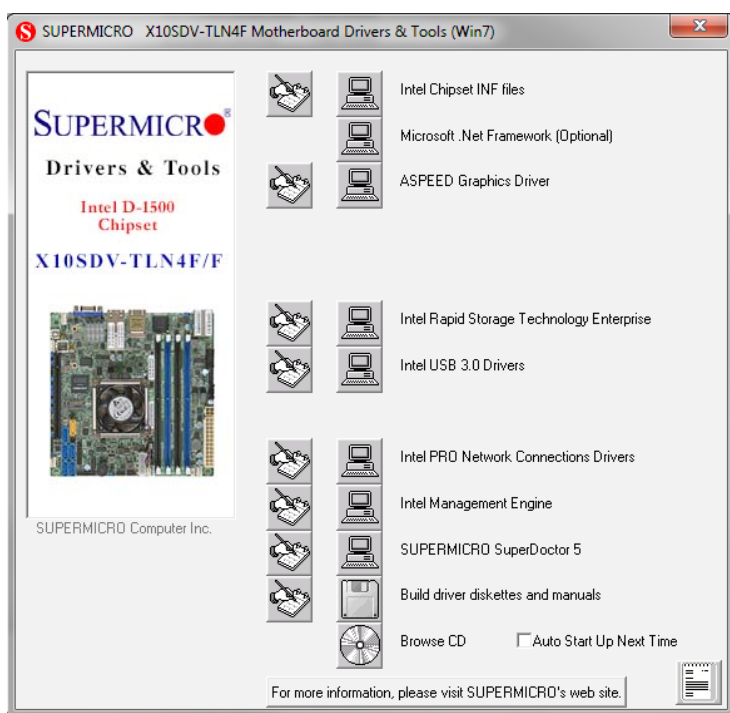 SUPERMICRO X10SDV-TLN4F Motherboard Drivers & Tools (Win7)
SUPERMICRO®
Drivers & Tools
Intel D-1500
Chipset
X10SDV-TLN4F/F
SUPERMICRO Computer Inc.
Intel Chipset INF files
Microsoft .Net Framework (Optional)
ASPEED Graphics Driver
Intel Rapid Storage Technology Enterprise
Intel USB 3.0 Drivers
Intel PRO Network Connections Drivers
Intel Management Engine
SUPERMICRO SuperDoctor 5
Build driver diskettes and manuals
Browse CD
Auto Start Up Next Time
For more information, please visit SUPERMICRO's web site.